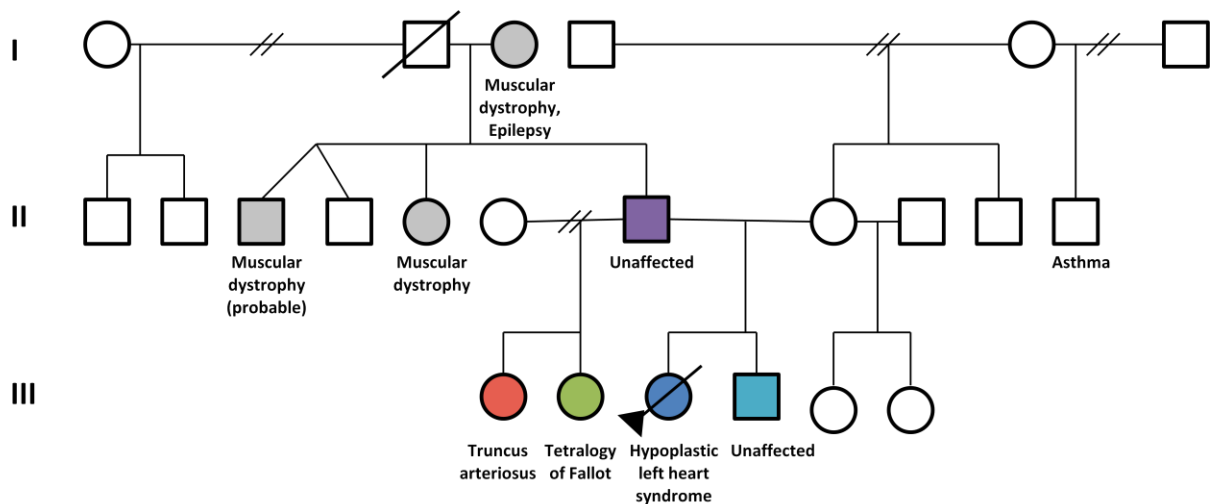 I
Muscular
dystrophy,
Epilepsy
II
Muscular
dystrophy
(probable)
Muscular
dystrophy
Unaffected
Asthma
III
Truncus
arteriosus
Tetralogy
of Fallot
Hypoplastic
left heart
syndrome
Unaffected